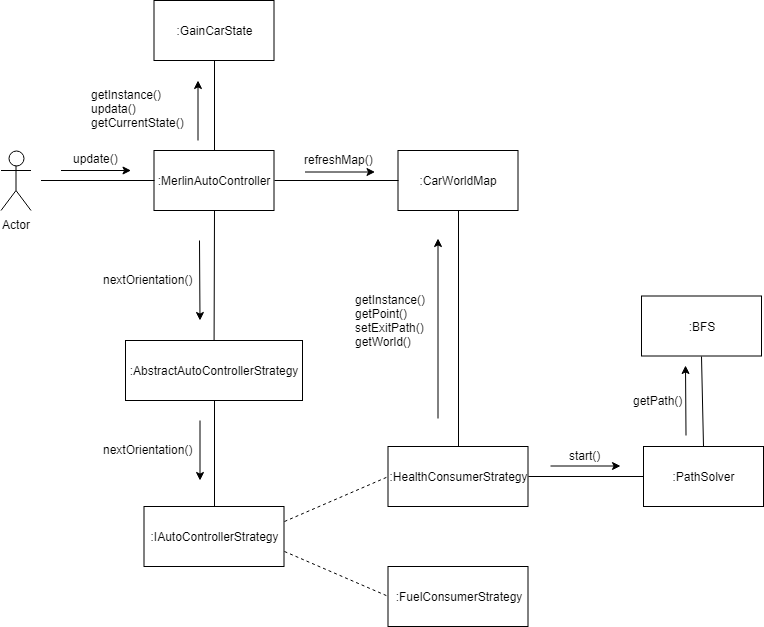 :GainCarState
getInstance()
updata()
getCurrentState()
update()
refreshMap()
:MerlinAutoController
:CarWorldMap
Actor
nextOrientation()
getInstance()
getPoint()
setExitPath()
getWorld()
:BFS
:AbstractAutoControllerStrategy
getPath()
nextOrientation()
start()
:HealthConsumerStrategy
:PathSolver
:IAutoControllerStrategy
:FuelConsumerStrategy